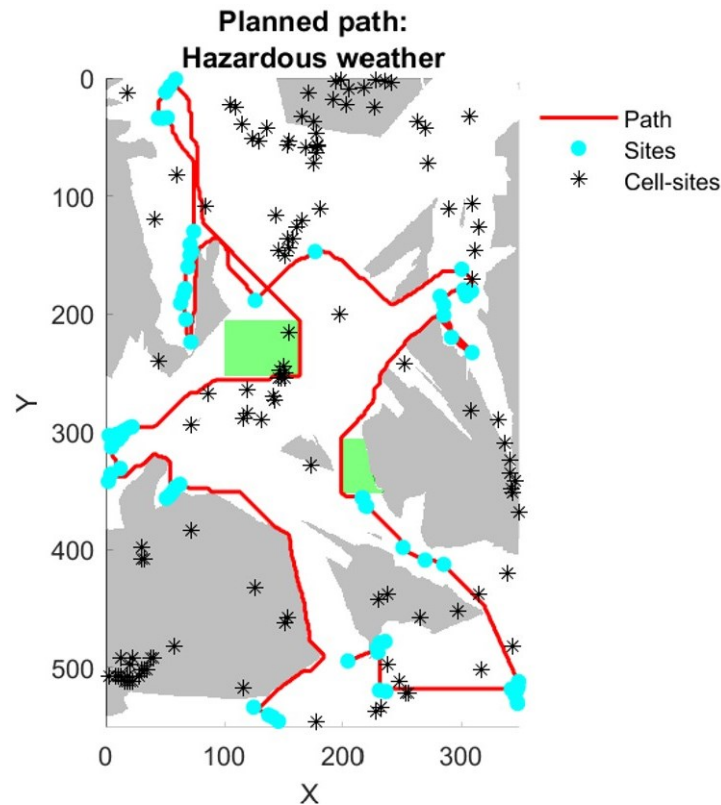 Planned path:
Hazardous weather
0
100
200
300
400
500
Y
0
100
200
300
X
Path
Sites
Cell-sites